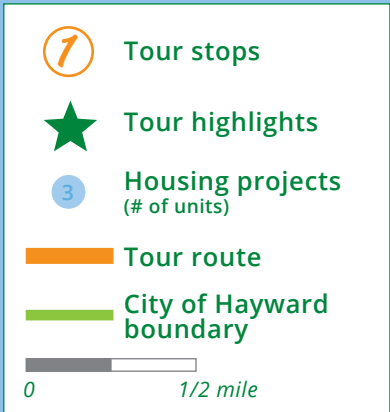 1
Tour stops
Tour highlights
3
Housing projects
(# of units)
Tour route
City of Hayward
boundary
0 1/2 mile